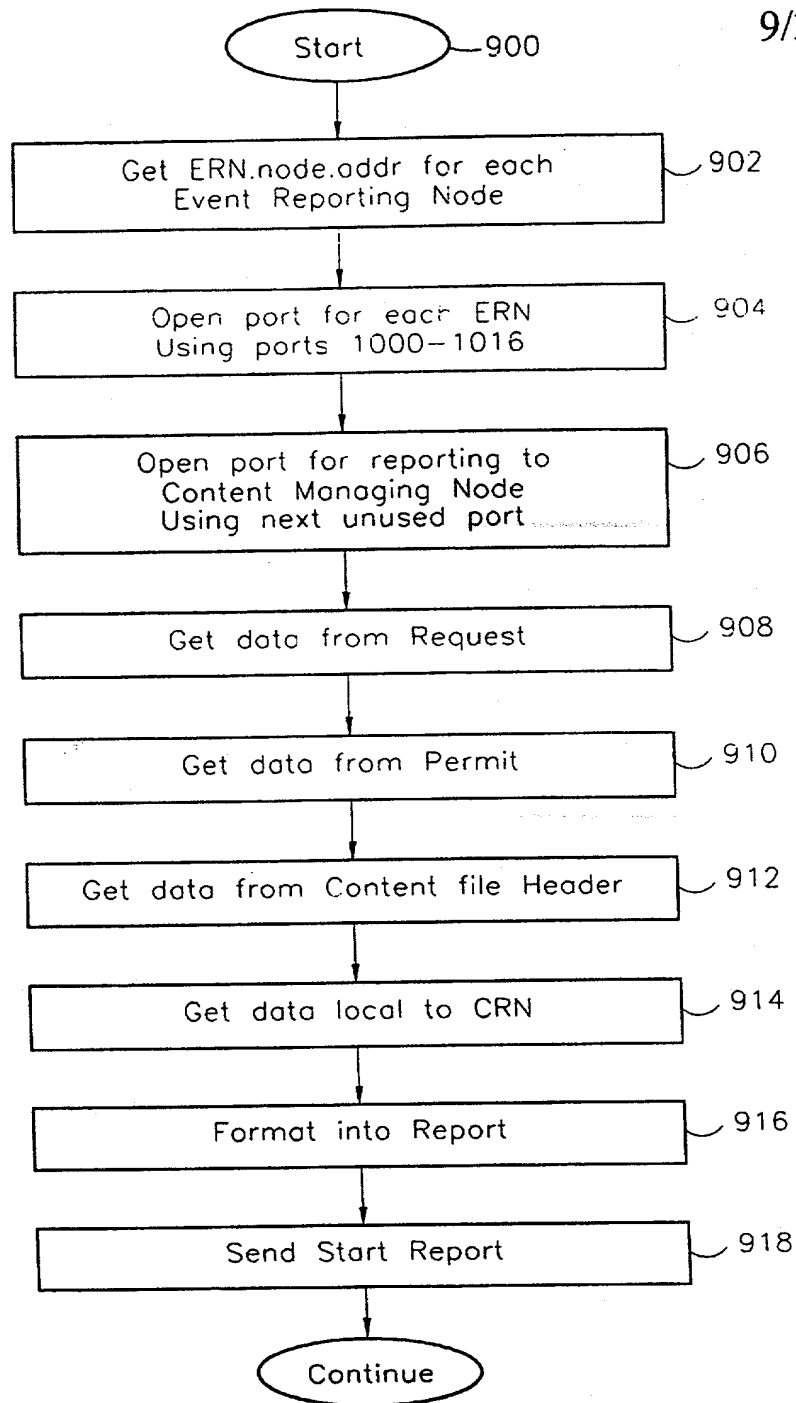 9/
Start
900
Get ERN.node.addr for each
Event Reporting Node
902
Open port for each ERN
Using ports 1000-1016
904
Open port for reporting to
Content Managing Node
Using next unused port
906
Get data from Request
908
Get data from Permit
910
Get data from Content file Header
912
Get data local to CRN
914
Format into Report
916
Send Start Report
918
Continue